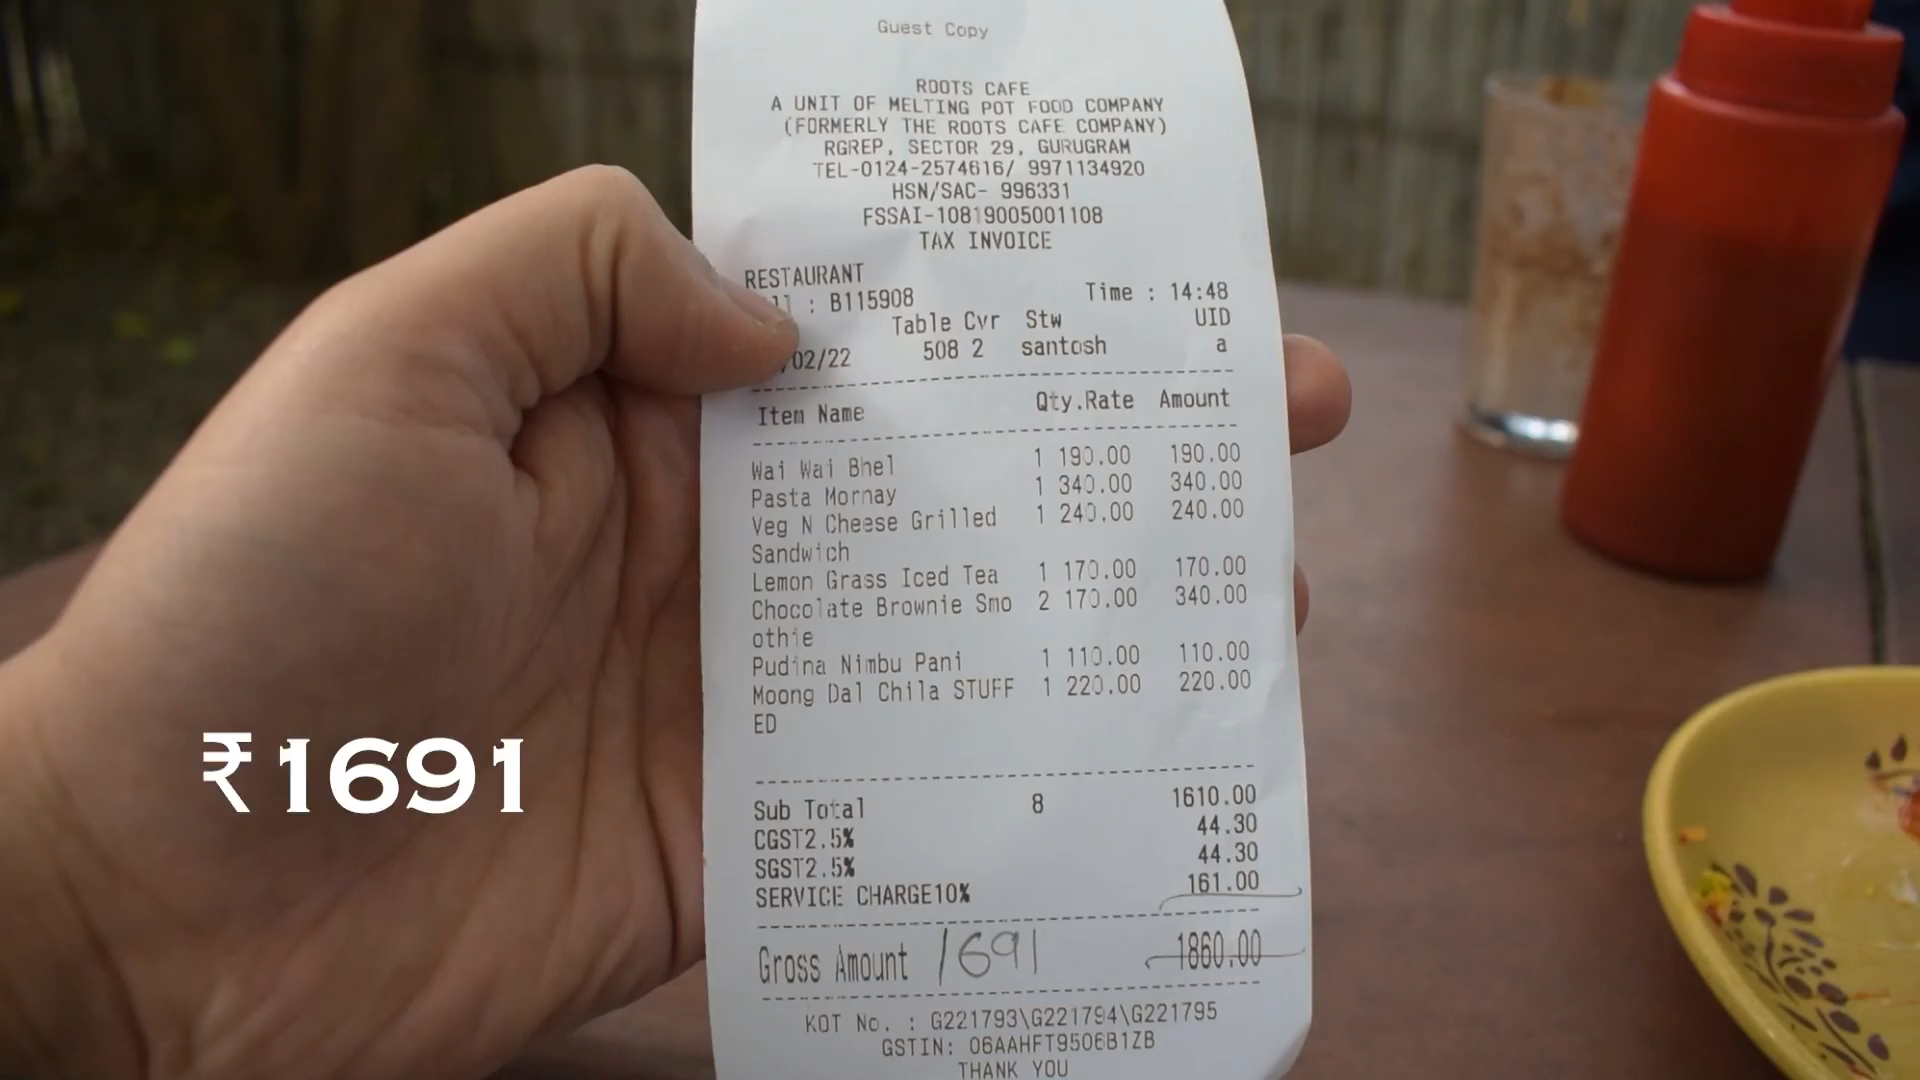 Guest Copy
ROOTS CAFE
A UNIT OF MELTING POT FOOD COMPANY
(FORMERLY THE ROOTS CAFE COMPANY)
RGREP, SECTOR 29, GURUGRAM
TEL-0124-2574616/ 9971134920
HSN/SAC- 996331
FSSAI-10819005001108
TAX INVOICE
RESTAURANT
: B115908 Time : 14:48
Table Cvr Stw UID
/02/22 508 2 santosh a
Item Name Qty.Rate Amount
Wai Wai Bhel 1 190.00 190.00
Pasta Mornay 1 340.00 340.00
Veg N Cheese Grilled 1 240.00 240.00
Sandwich
Lemon Grass Iced Tea 1 170.00 170.00
Chocolate Brownie Smo 2 170.00 340.00
othie
Pudina Nimbu Pani 1 110.00 110.00
Moong Dal Chila STUFF 1 220.00 220.00
ED
Sub Total 8 1610.00
CGST2.5% 44.30
SGST2.5% 44.30
SERVICE CHARGE10% 161.00
Gross Amount 1691 1860.00
KOT No. : G221793\G221794\G221795
GSTIN: 06AAHFT9506B1ZB
THANK YOU
₹1691